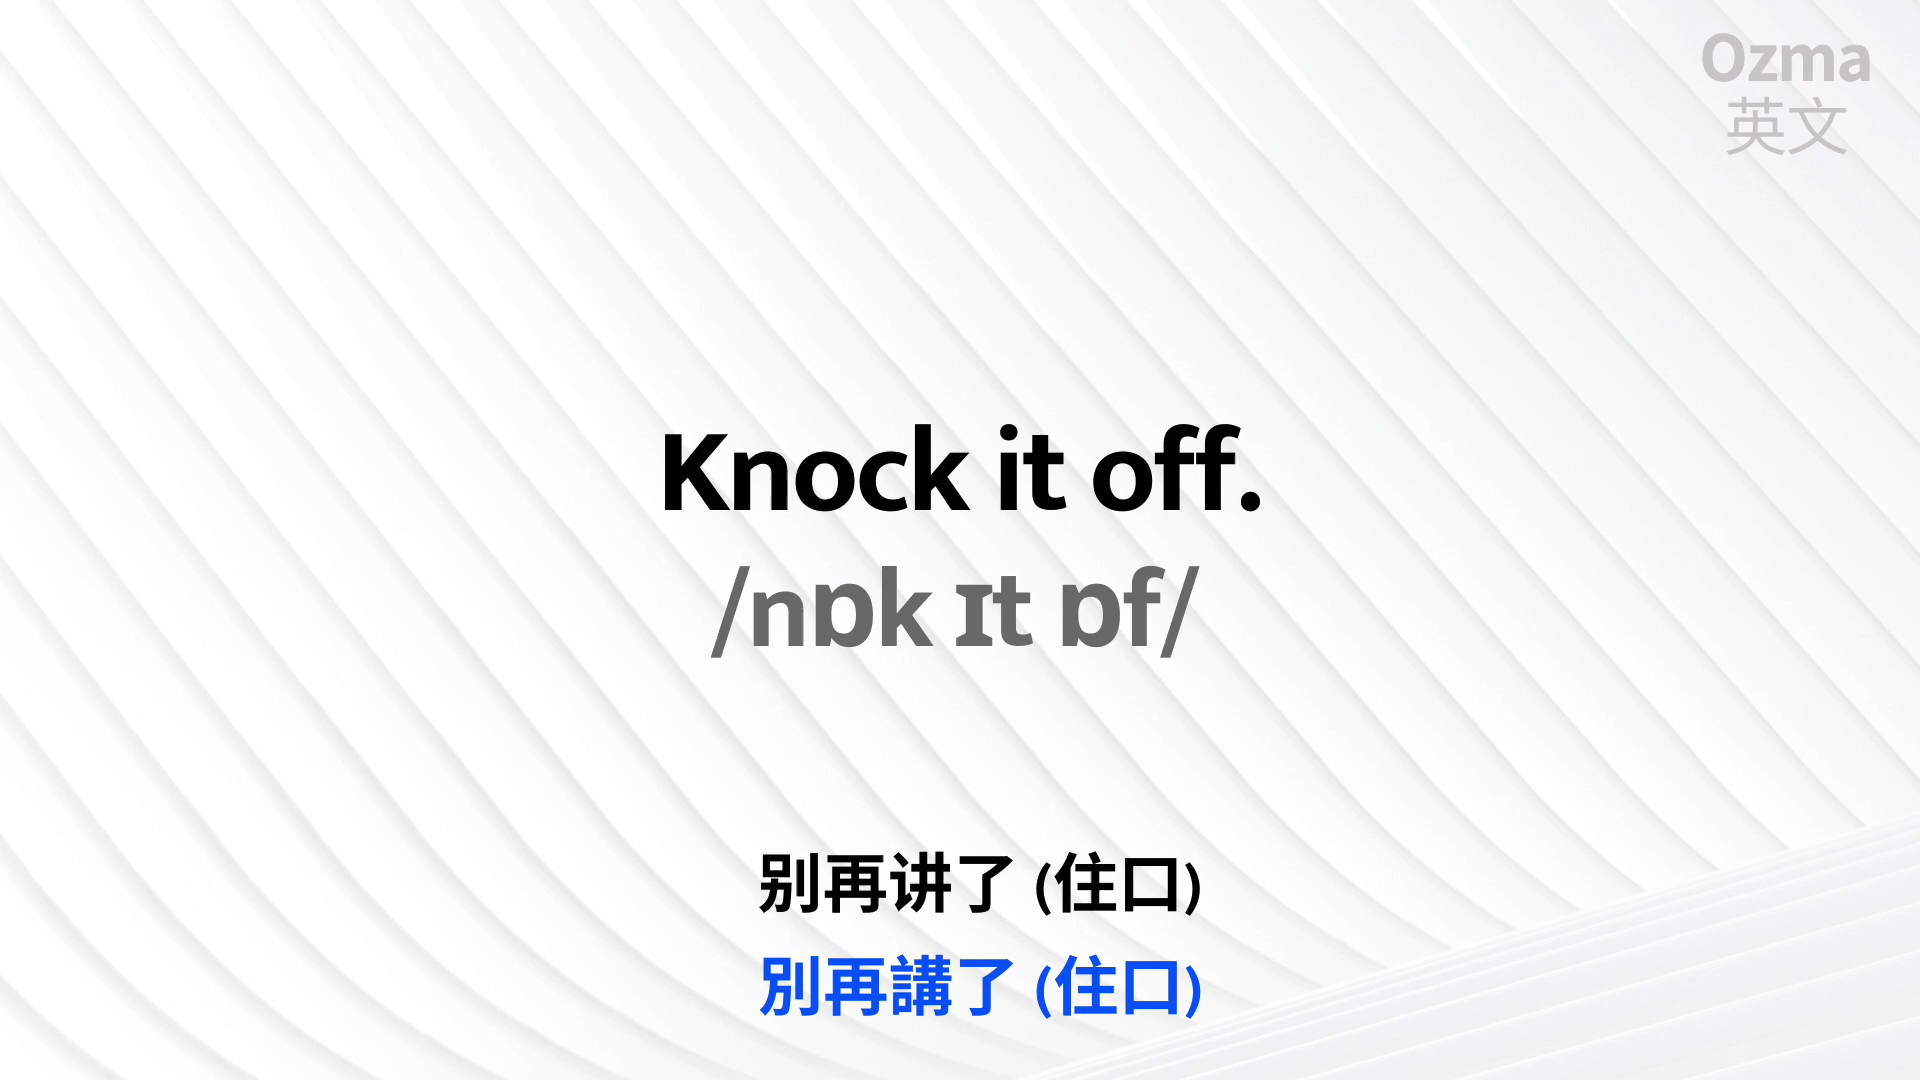 Ozma
英文
Knock it off.
/nɒk ɪt ɒf/
别再讲了 (住口)
別再講了 (住口)